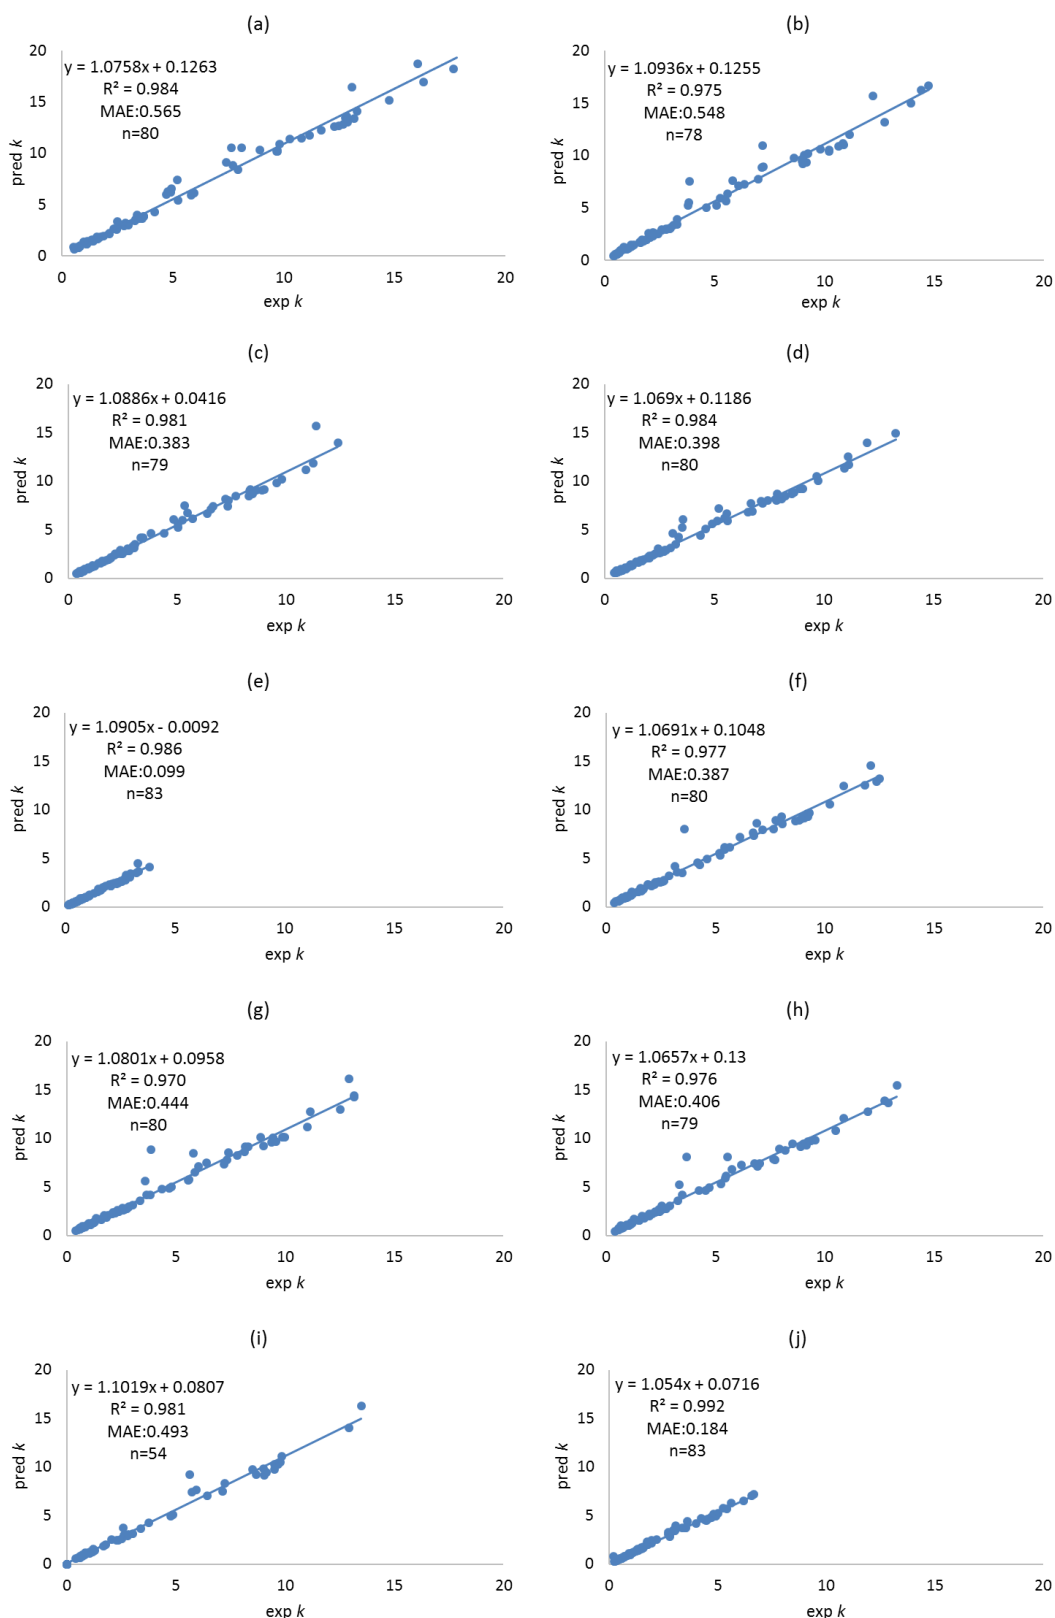 (a)
y = 1.0758x + 0.1263
R² = 0.984
MAE:0.565
n=80
20
15
10
5
0
pred k
0 5 10 15 20
exp k
(b)
y = 1.0936x + 0.1255
R² = 0.975
MAE:0.548
n=78
20
15
10
5
0
pred k
0 5 10 15 20
exp k
(c)
y = 1.0886x + 0.0416
R² = 0.981
MAE:0.383
n=79
20
15
10
5
0
pred k
0 5 10 15 20
exp k
(d)
y = 1.069x + 0.1186
R² = 0.984
MAE:0.398
n=80
20
15
10
5
0
pred k
0 5 10 15 20
exp k
(e)
y = 1.0905x - 0.0092
R² = 0.986
MAE:0.099
n=83
20
15
10
5
0
pred k
0 5 10 15 20
exp k
(f)
y = 1.0691x + 0.1048
R² = 0.977
MAE:0.387
n=80
20
15
10
5
0
pred k
0 5 10 15 20
exp k
(g)
y = 1.0801x + 0.0958
R² = 0.970
MAE:0.444
n=80
20
15
10
5
0
pred k
0 5 10 15 20
exp k
(h)
y = 1.0657x + 0.13
R² = 0.976
MAE:0.406
n=79
20
15
10
5
0
pred k
0 5 10 15 20
exp k
(i)
y = 1.1019x + 0.0807
R² = 0.981
MAE:0.493
n=54
20
15
10
5
0
pred k
0 5 10 15 20
exp k
(j)
y = 1.054x + 0.0716
R² = 0.992
MAE:0.184
n=83
20
15
10
5
0
pred k
0 5 10 15 20
exp k